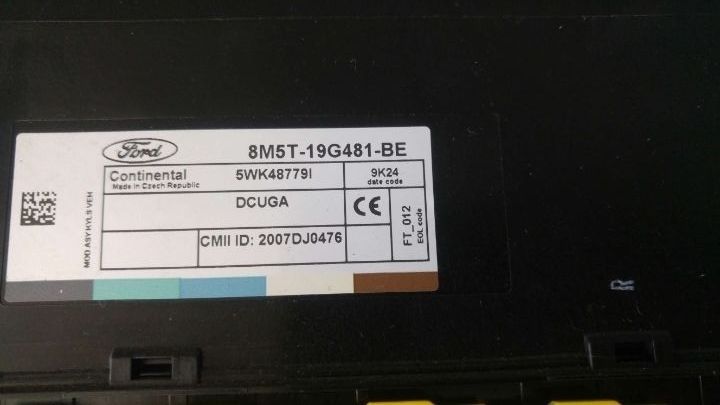 Ford
8M5T-19G481-BE
Continental
Made in Czech Republic
5WK48779I
9K24
date code
DCUGA
CE
CMII ID: 2007DJ0476
FT_012
EOL code
MOD ASY KYLS VEH